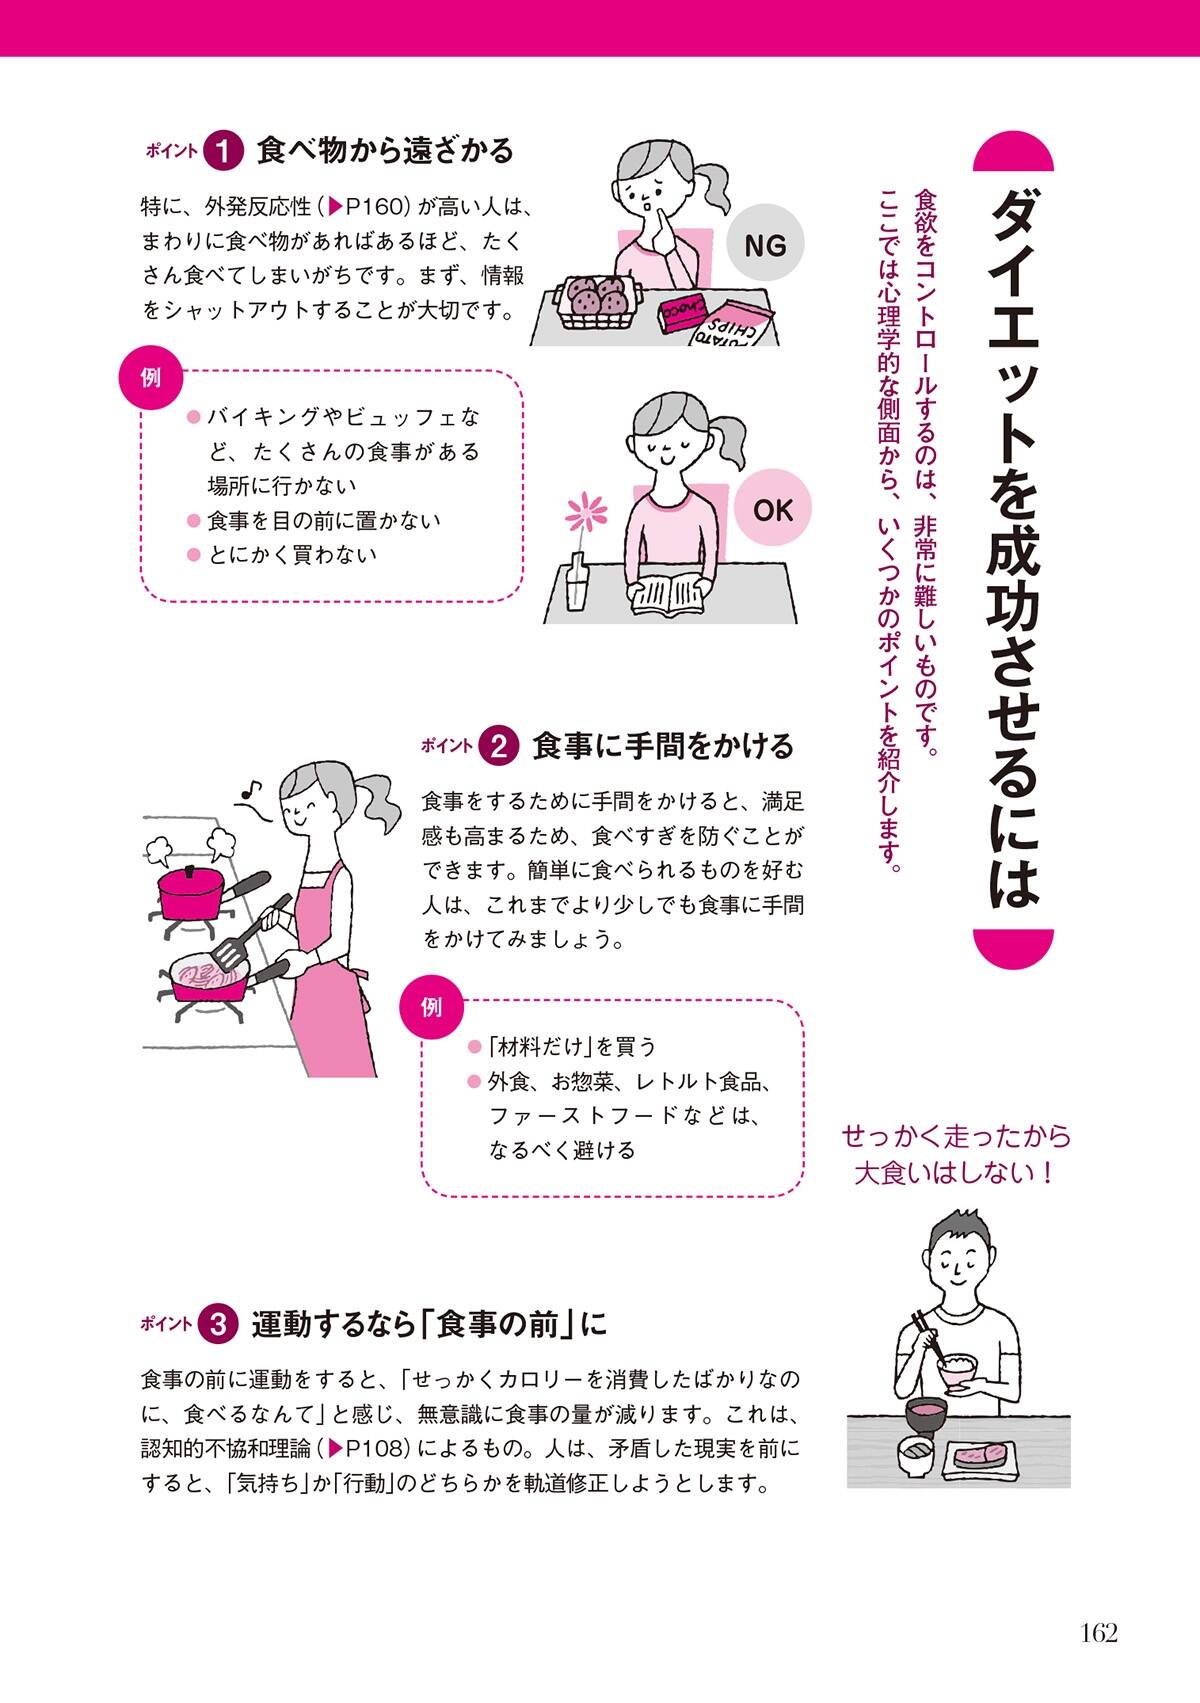 ダイエットを成功させるには
食欲をコントロールするのは、非常に難しいものです。
ここでは心理学的な側面から、いくつかのポイントを紹介します。
ポイント 1 食べ物から遠ざかる
特に、外発反応性(▶P160)が高い人は、
まわりに食べ物があればあるほど、たく
さん食べてしまいがちです。まず、情報
をシャットアウトすることが大切です。
NG
choco
POTATO
CHIPS
例
●バイキングやビュッフェな
ど、たくさんの食事がある
場所に行かない
●食事を目の前に置かない
●とにかく買わない
OK
ポイント 2 食事に手間をかける
食事をするために手間をかけると、満足
感も高まるため、食べすぎを防ぐことが
できます。簡単に食べられるものを好む
人は、これまでより少しでも食事に手間
をかけてみましょう。
例
●「材料だけ」を買う
●外食、お惣菜、レトルト食品、
ファーストフードなどは、
なるべく避ける
ポイント 3 運動するなら「食事の前」に
食事の前に運動をすると、「せっかくカロリーを消費したばかりなの
に、食べるなんて」と感じ、無意識に食事の量が減ります。これは、
認知的不協和理論(▶P108)によるもの。人は、矛盾した現実を前に
すると、「気持ち」か「行動」のどちらかを軌道修正しようとします。
せっかく走ったから
大食いはしない！
162